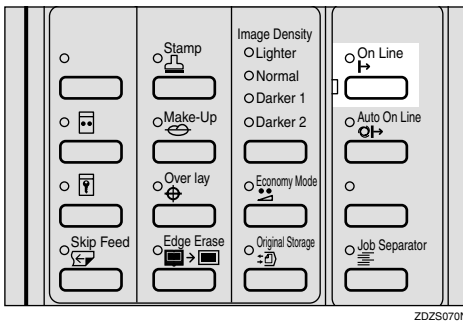 Stamp
Make-Up
Over lay
Skip Feed
Edge Erase
Image Density
Lighter
Normal
Darker 1
Darker 2
Economy Mode
Original Storage
On Line
Auto On Line
Job Separator
ZDZS070N